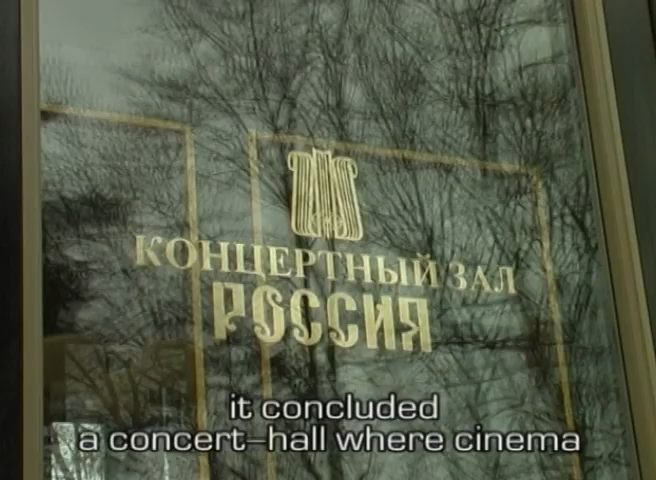 КОНЦЕРТНЫЙ ЗАЛ
РОССИЯ
it concluded
a concert-hall where cinema